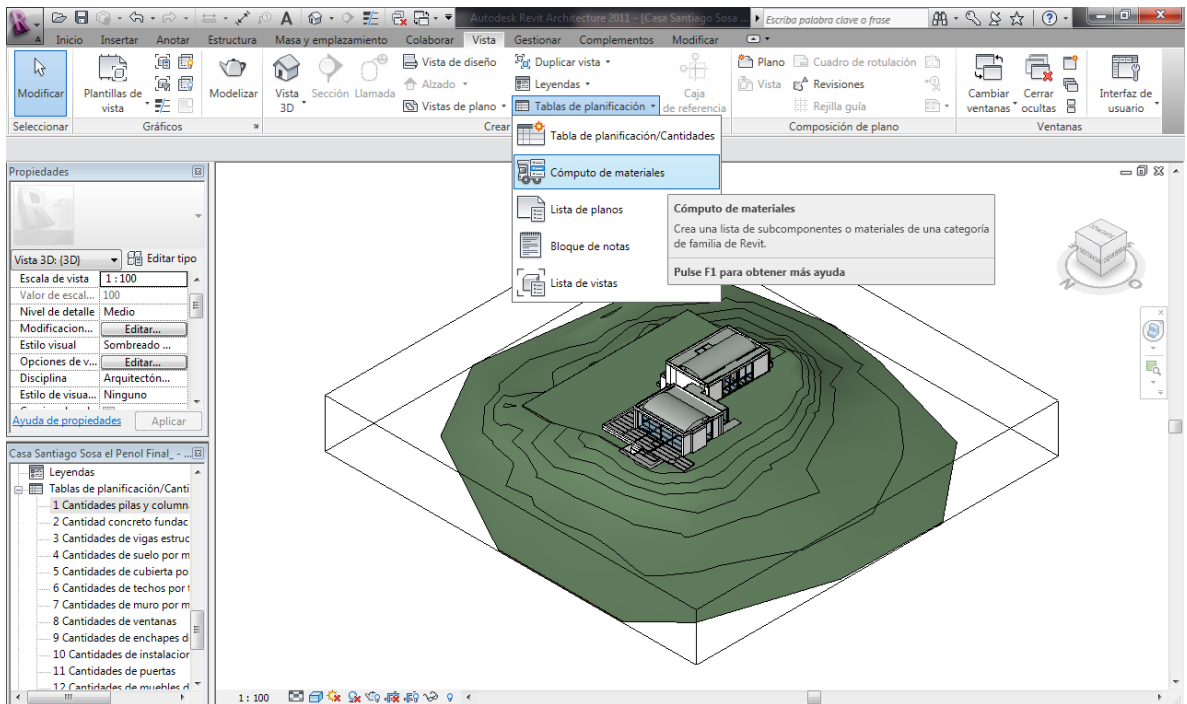 Autodesk Revit Architecture 2011 - [Casa Santiago Sosa ...
Escriba palabra clave o frase
Inicio Insertar Anotar Estructura Masa y emplazamiento Colaborar Vista Gestionar Complementos Modificar
Modificar
Plantillas de vista
Modelizar
Vista 3D
Sección
Llamada
Vista de diseño
Alzado
Vistas de plano
Duplicar vista
Leyendas
Tablas de planificación
Caja de referencia
Plano
Cuadro de rotulación
Vista
Revisiones
Rejilla guía
Cambiar ventanas
Cerrar ocultas
Interfaz de usuario
Seleccionar
Gráficos
Crear
Composición de plano
Ventanas
Tabla de planificación/Cantidades
Cómputo de materiales
Lista de planos
Bloque de notas
Lista de vistas
Cómputo de materiales
Crea una lista de subcomponentes o materiales de una categoría
de familia de Revit.
Pulse F1 para obtener más ayuda
Propiedades
Vista 3D: {3D}
Editar tipo
Escala de vista 1 : 100
Valor de escal... 100
Nivel de detalle Medio
Modificacion... Editar...
Estilo visual Sombreado ...
Opciones de v... Editar...
Disciplina Arquitectón...
Estilo de visua... Ninguno
Ayuda de propiedades Aplicar
Casa Santiago Sosa el Penol Final_ - ...
Leyendas
Tablas de planificación/Canti
1 Cantidades pilas y column
2 Cantidad concreto fundac
3 Cantidades de vigas estruc
4 Cantidades de suelo por m
5 Cantidades de cubierta po
6 Cantidades de techos por t
7 Cantidades de muro por m
8 Cantidades de ventanas
9 Cantidades de enchapes d
10 Cantidades de instalacion
11 Cantidades de puertas
12 Cantidades de muebles d
1 : 100